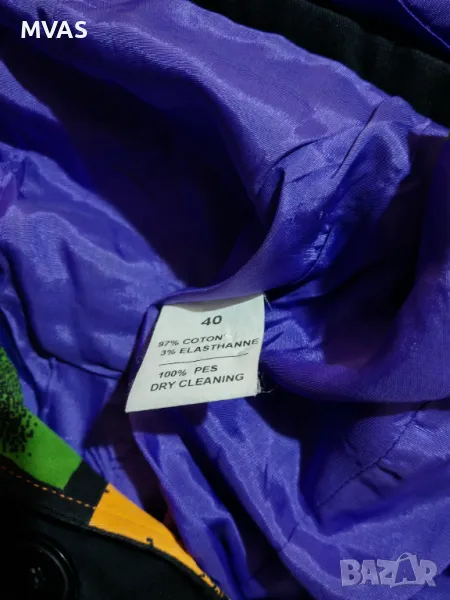 MVAS
40
97% COTON
3% ELASTHANNE
100% PES
DRY CLEANING
BAZAR